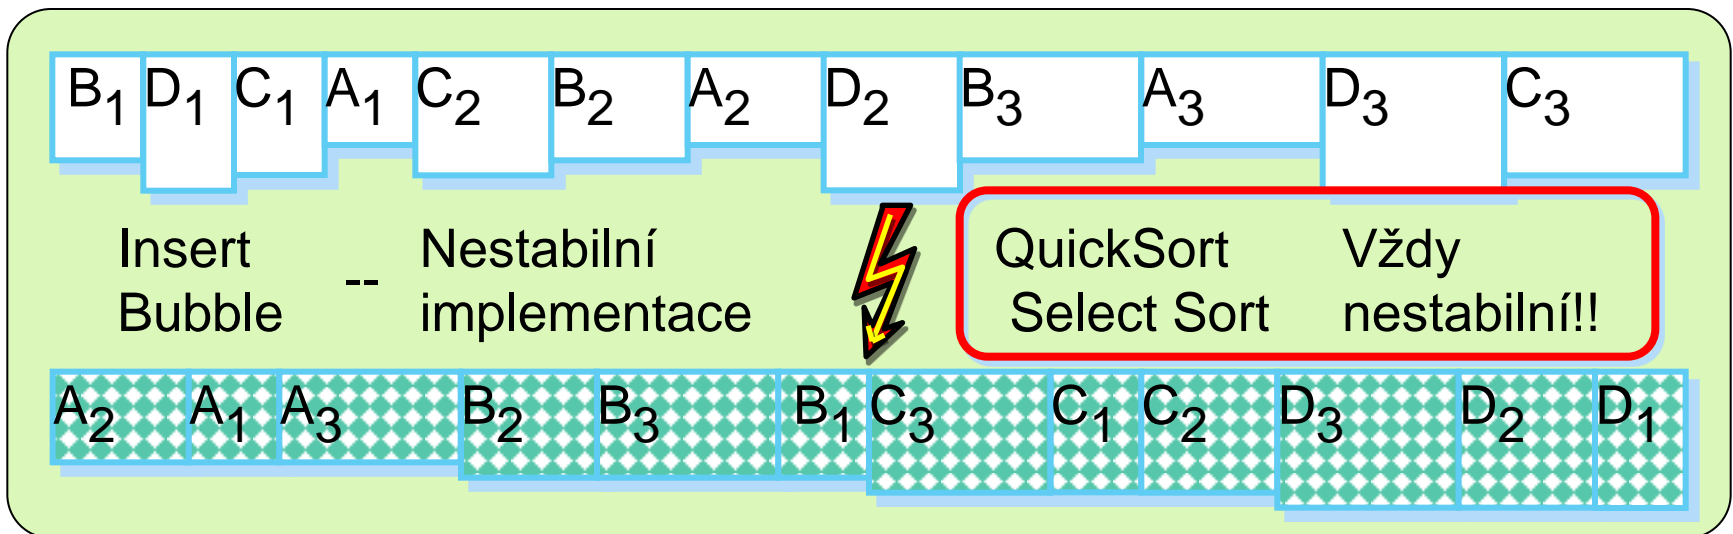 B1 D1 C1 A1 C2 B2 A2 D2 B3 A3 D3 C3
Insert -- Nestabilní QuickSort Vždy
Bubble implementace Select Sort nestabilní!!
A2 A1 A3 B2 B3 B1 C3 C1 C2 D3 D2 D1